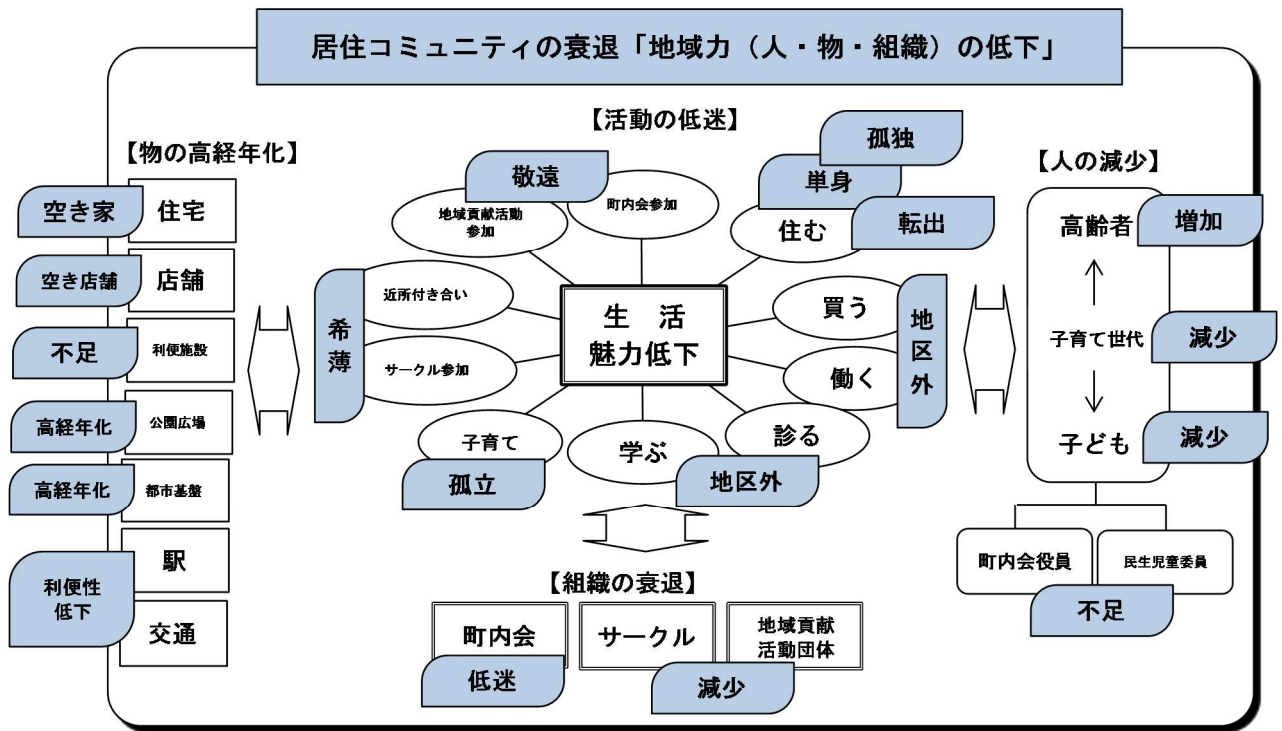 居住コミュニティの衰退「地域力（人・物・組織）の低下」
【物の高経年化】
空き家
住宅
空き店舗
店舗
不足
利便施設
高経年化
公園広場
高経年化
都市基盤
利便性
低下
駅
交通
【活動の低迷】
敬遠
地域貢献活動
参加
町内会参加
孤独
単身
住む
転出
希薄
近所付き合い
サークル参加
生　活
魅力低下
買う
働く
地区外
子育て
孤立
学ぶ
診る
地区外
【組織の衰退】
町内会
低迷
サークル
地域貢献
活動団体
減少
【人の減少】
高齢者
増加
子育て世代
減少
子ども
減少
町内会役員
民生児童委員
不足